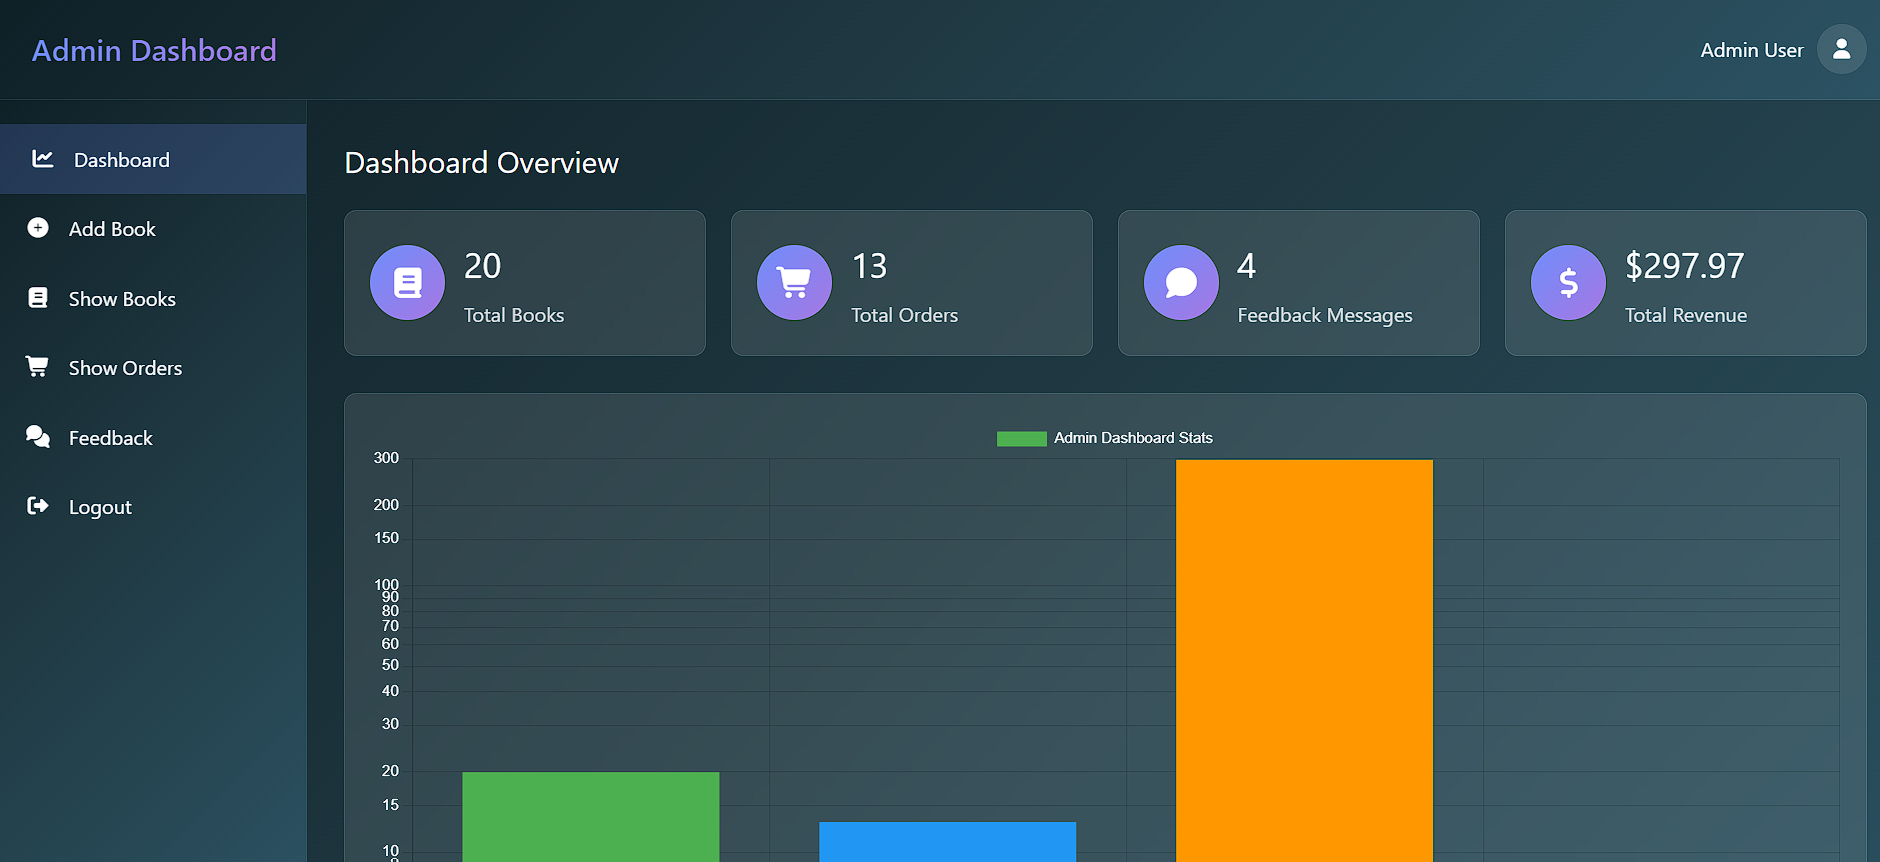 Admin Dashboard
Admin User
Dashboard
Add Book
Show Books
Show Orders
Feedback
Logout
Dashboard Overview
20
Total Books
13
Total Orders
4
Feedback Messages
$297.97
Total Revenue
Admin Dashboard Stats
300
200
150
100
90
80
70
60
50
40
30
20
15
10